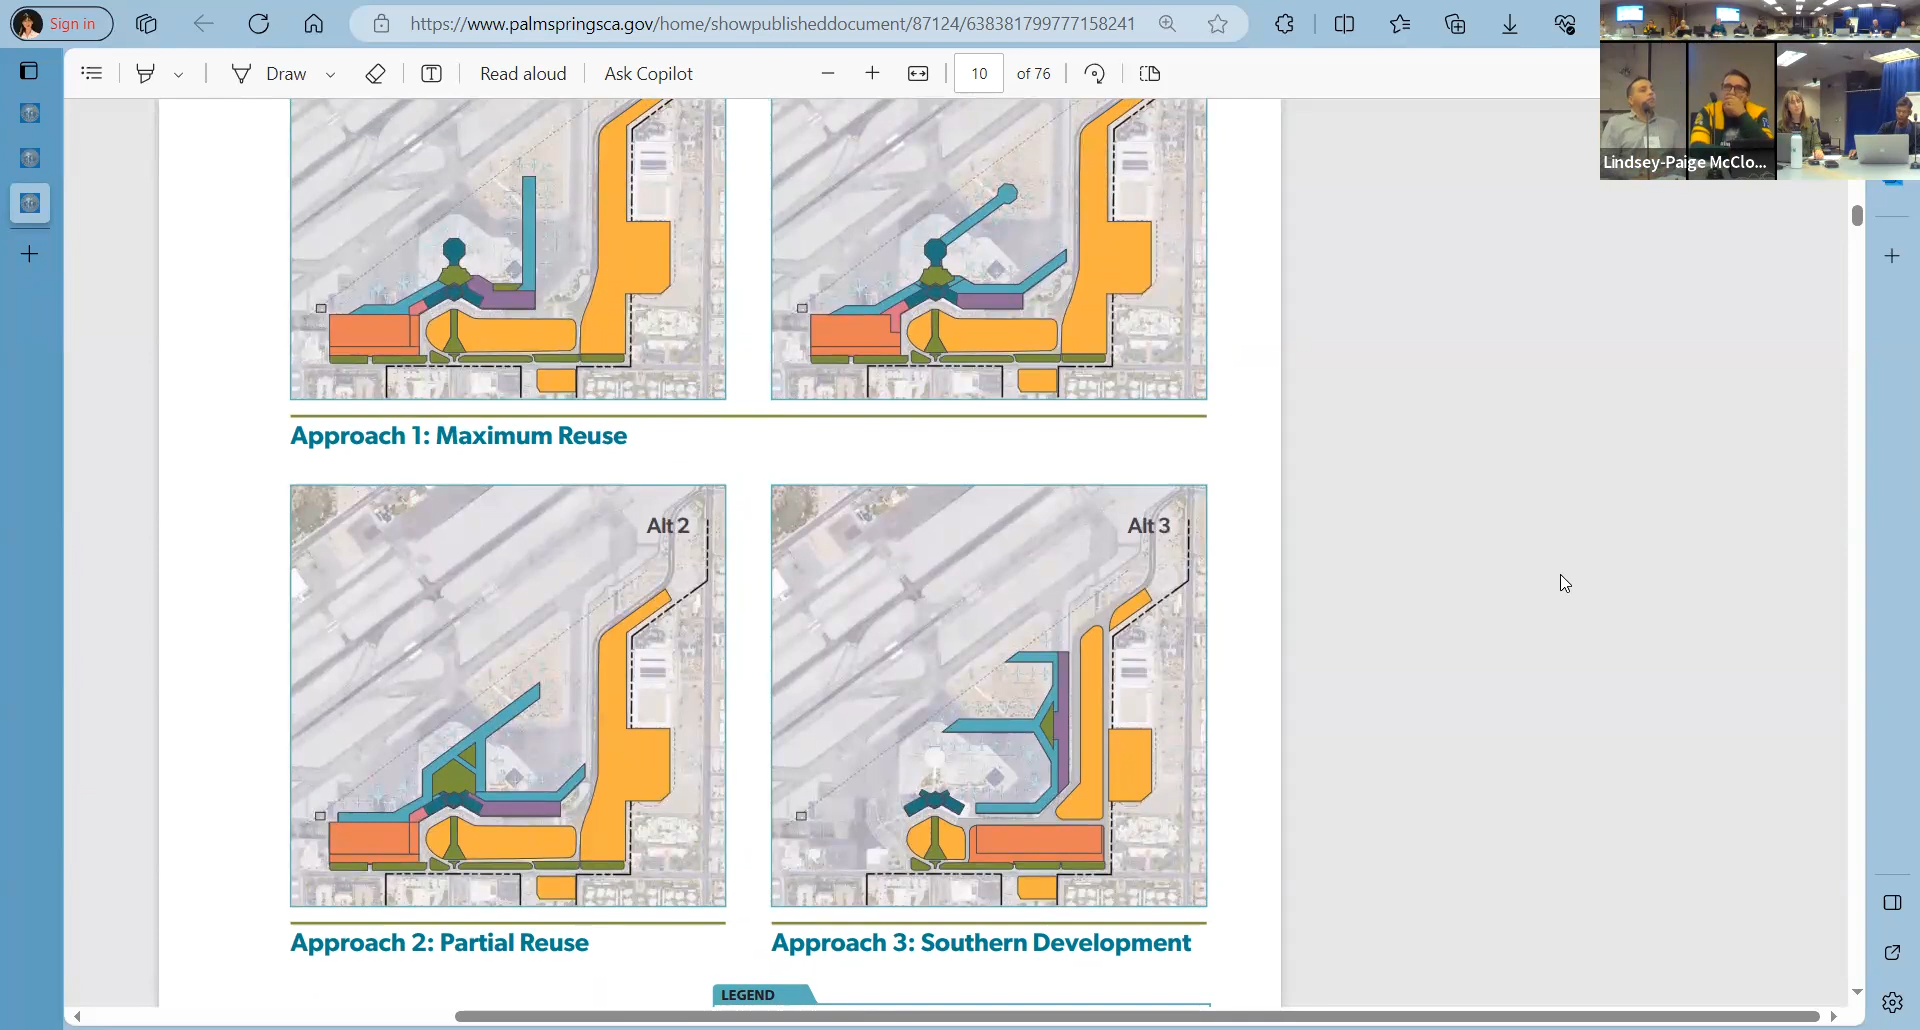 Sign in
https://www.palmspringsca.gov/home/showpublisheddocument/87124/638381799777158241
Draw
Read aloud
Ask Copilot
10
of 76
Lindsey-Paige McClo...
Approach 1: Maximum Reuse
Alt 2
Alt 3
Approach 2: Partial Reuse
Approach 3: Southern Development
LEGEND